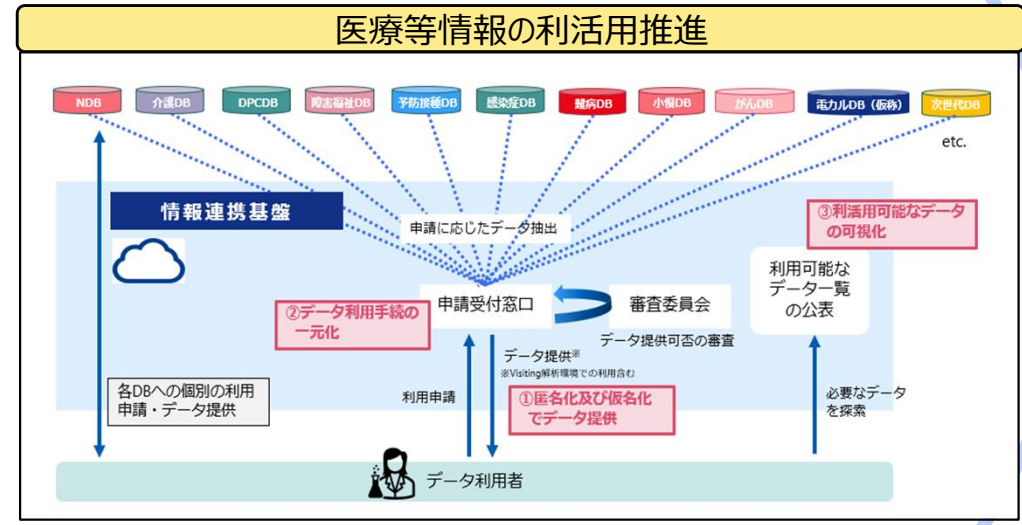 医療等情報の利活用推進
NDB
介護DB
DPCDB
障害福祉DB
予防接種DB
感染症DB
難病DB
小慢DB
がんDB
電カルDB（仮称）
次世代DB
etc.
情報連携基盤
申請に応じたデータ抽出
③利活用可能なデータ
の可視化
利用可能な
データ一覧
の公表
②データ利用手続の
一元化
申請受付窓口
審査委員会
データ提供可否の審査
データ提供※
※Visiting解析環境での利用含む
各DBへの個別の利用
申請・データ提供
利用申請
①匿名化及び仮名化
でデータ提供
必要なデータ
を探索
データ利用者